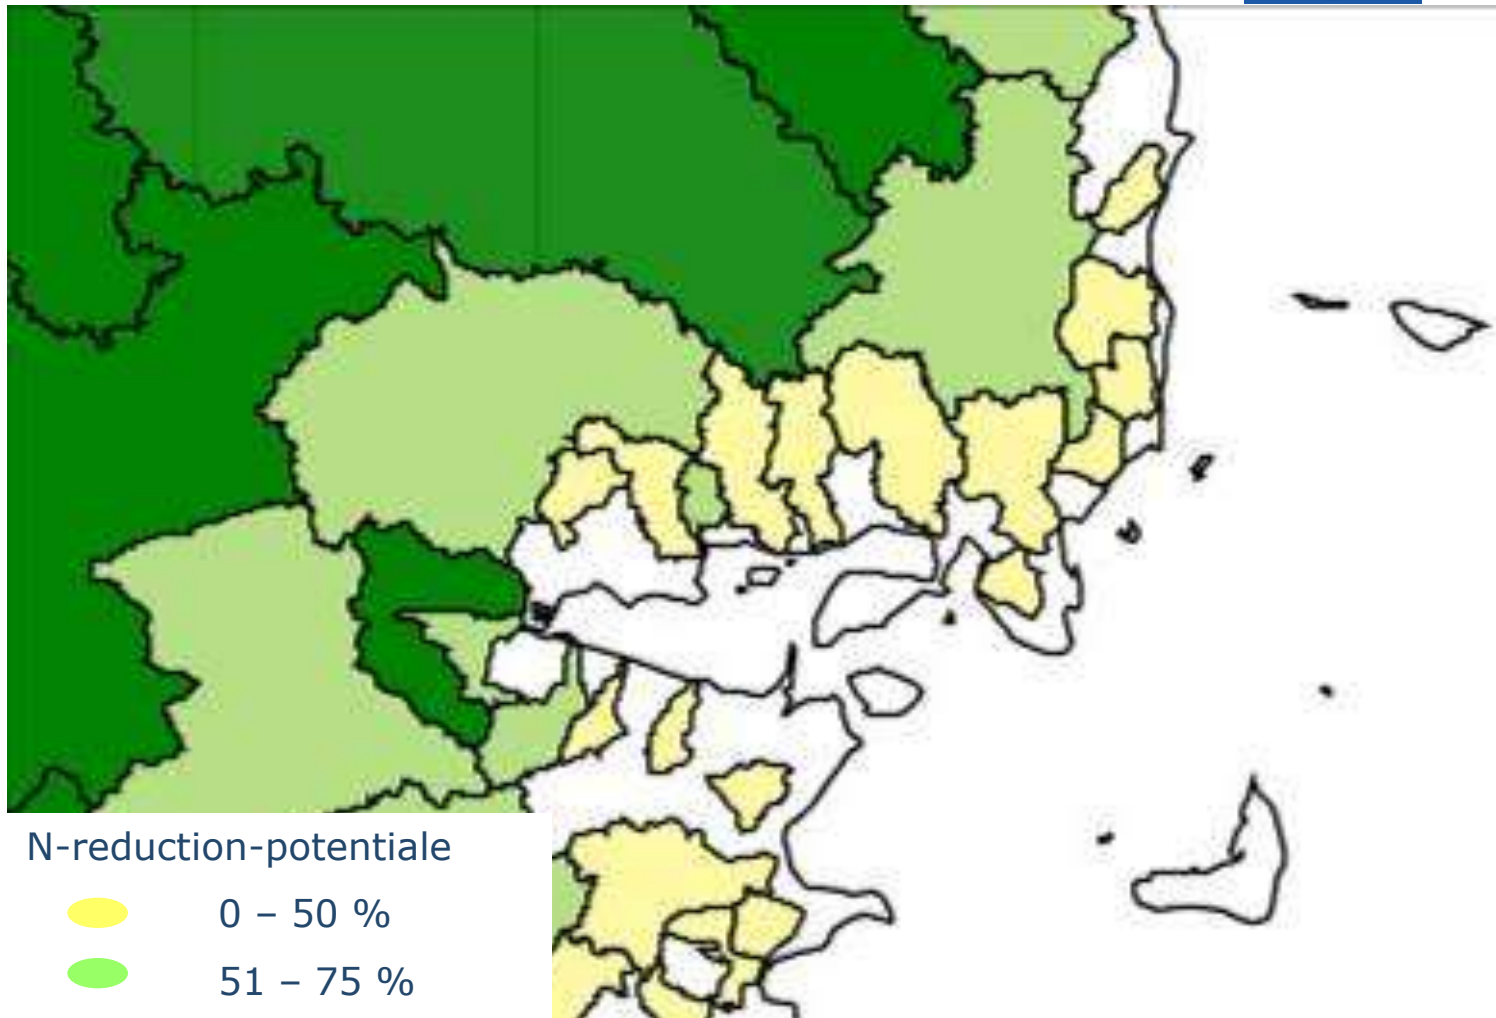 N-reduction-potentiale
0 – 50 %
51 – 75 %